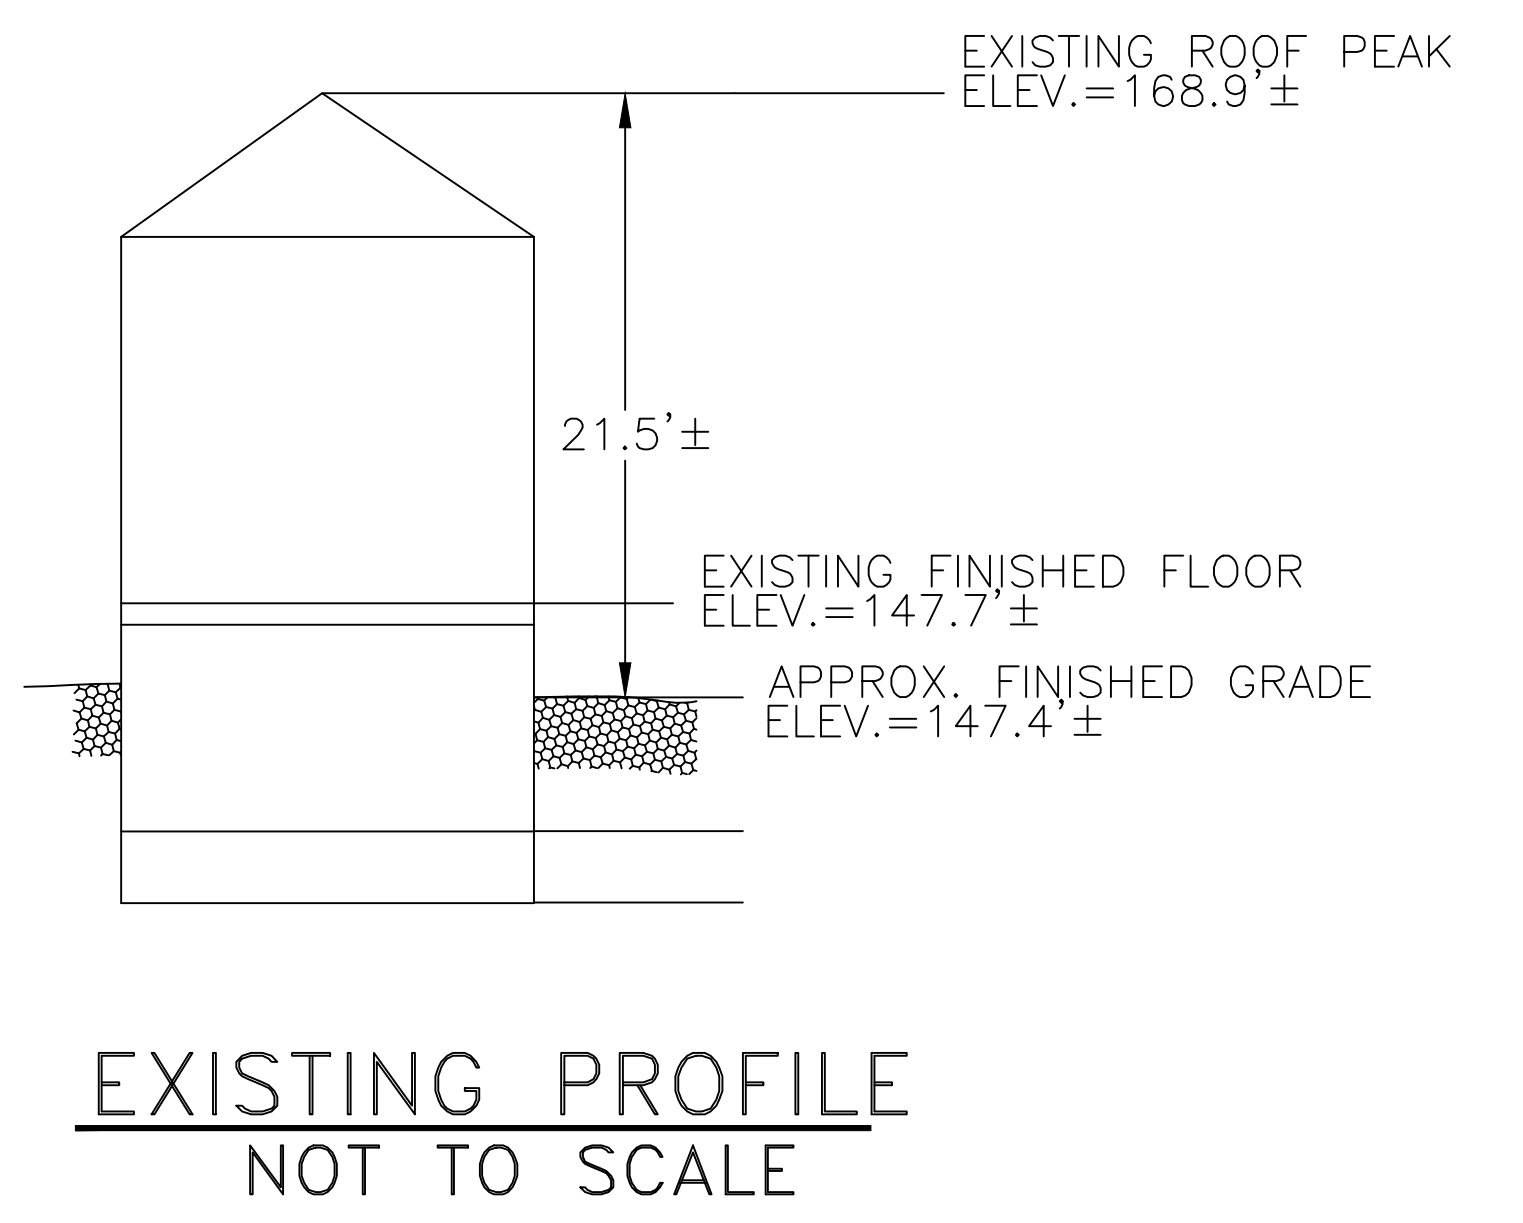 EXISTING ROOF PEAK
ELEV.=168.9'±
21.5'±
EXISTING FINISHED FLOOR
ELEV.=147.7'±
APPROX. FINISHED GRADE
ELEV.=147.4'±
EXISTING PROFILE
NOT TO SCALE